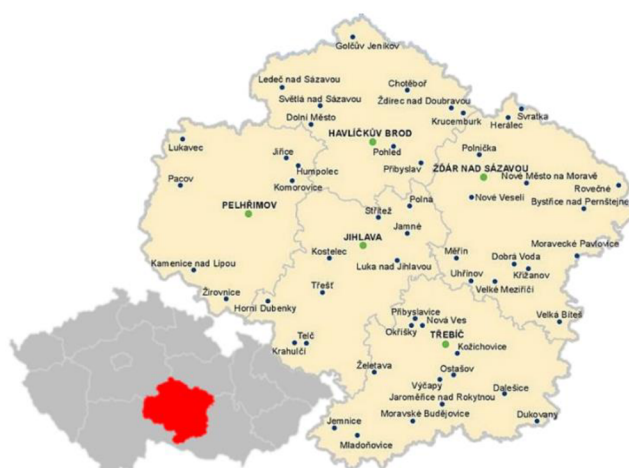 Golčův Jeníkov
Ledeč nad Sázavou
Chotěboř
Světlá nad Sázavou
Ždírec nad Doubravou
Svratka
Dolní Město
Krucemburk
Herálec
HAVLÍČKŮV BROD
Lukavec
Pohled
Polnička
Jiřice
Humpolec
Přibyslav
ŽĎÁR NAD SÁZAVOU
Pacov
Komorovice
Nové Město na Moravě
Rovečné
Nové Veselí
Bystřice nad Pernštejnem
PELHŘIMOV
Polná
Střítež
Jamné
JIHLAVA
Moravecké Pavlovice
Kostelec
Měřín
Dobrá Voda
Kamenice nad Lipou
Luka nad Jihlavou
Křižanov
Uhřínov
Velké Meziříčí
Třešť
Žirovnice
Horní Dubenky
Velká Bíteš
Přibyslavice
Nová Ves
Okříšky
TŘEBÍČ
Telč
Krahulčí
Kožichovice
Želetava
Ostašov
Výčapy
Dalešice
Jaroměřice nad Rokytnou
Moravské Budějovice
Dukovany
Jemnice
Mladoňovice